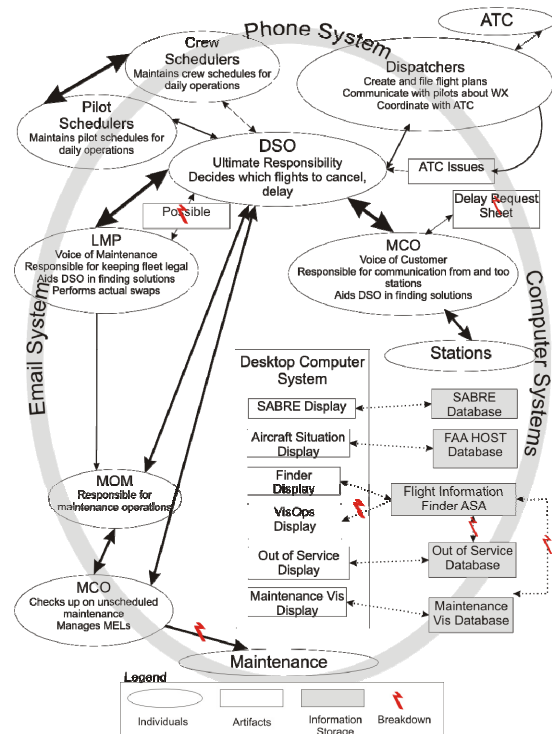 Phone System
ATC
Crew
Schedulers
Maintains crew schedules for
daily operations
Dispatchers
Create and file flight plans
Communicate with pilots about WX
Coordinate with ATC
Pilot
Schedulers
Maintains pilot schedules for
daily operations
DSO
Ultimate Responsibility
Decides which flights to cancel,
delay
ATC Issues
Possible
Delay Request
Sheet
LMP
Voice of Maintenance
Responsible for keeping fleet legal
Aids DSO in finding solutions
Performs actual swaps
MCO
Voice of Customer
Responsible for communication from and too
stations
Aids DSO in finding solutions
Email System
Computer Systems
Stations
Desktop Computer
System
SABRE Display
SABRE
Database
Aircraft Situation
Display
FAA HOST
Database
Finder
Display
Flight Information
Finder ASA
VisOps
Display
Out of Service
Display
Out of Service
Database
Maintenance Vis
Display
Maintenance
Vis Database
MOM
Responsible for
maintenance operations
MCO
Checks up on unscheduled
maintenance
Manages MELs
Maintenance
Legend
Individuals
Artifacts
Information
Storage
Breakdown